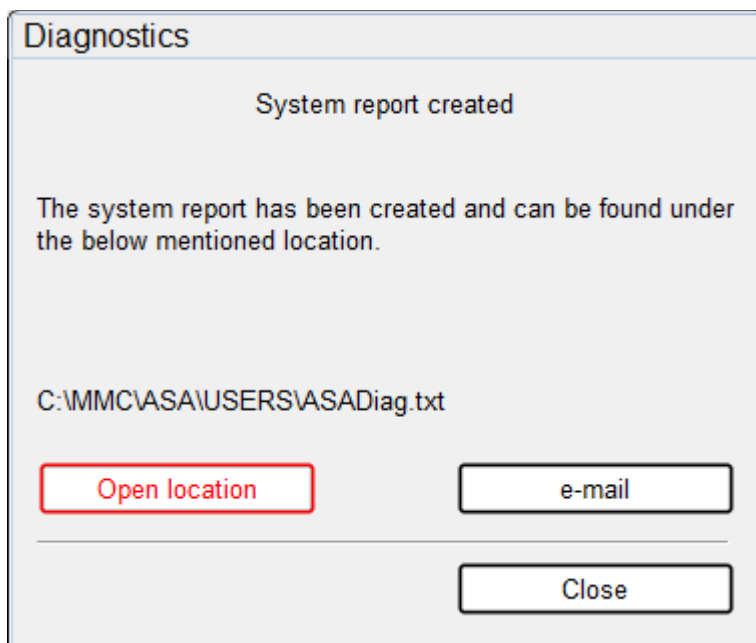 Diagnostics
System report created
The system report has been created and can be found under
the below mentioned location.
C:\MMC\ASA\USERS\ASADiag.txt
Open location
e-mail
Close